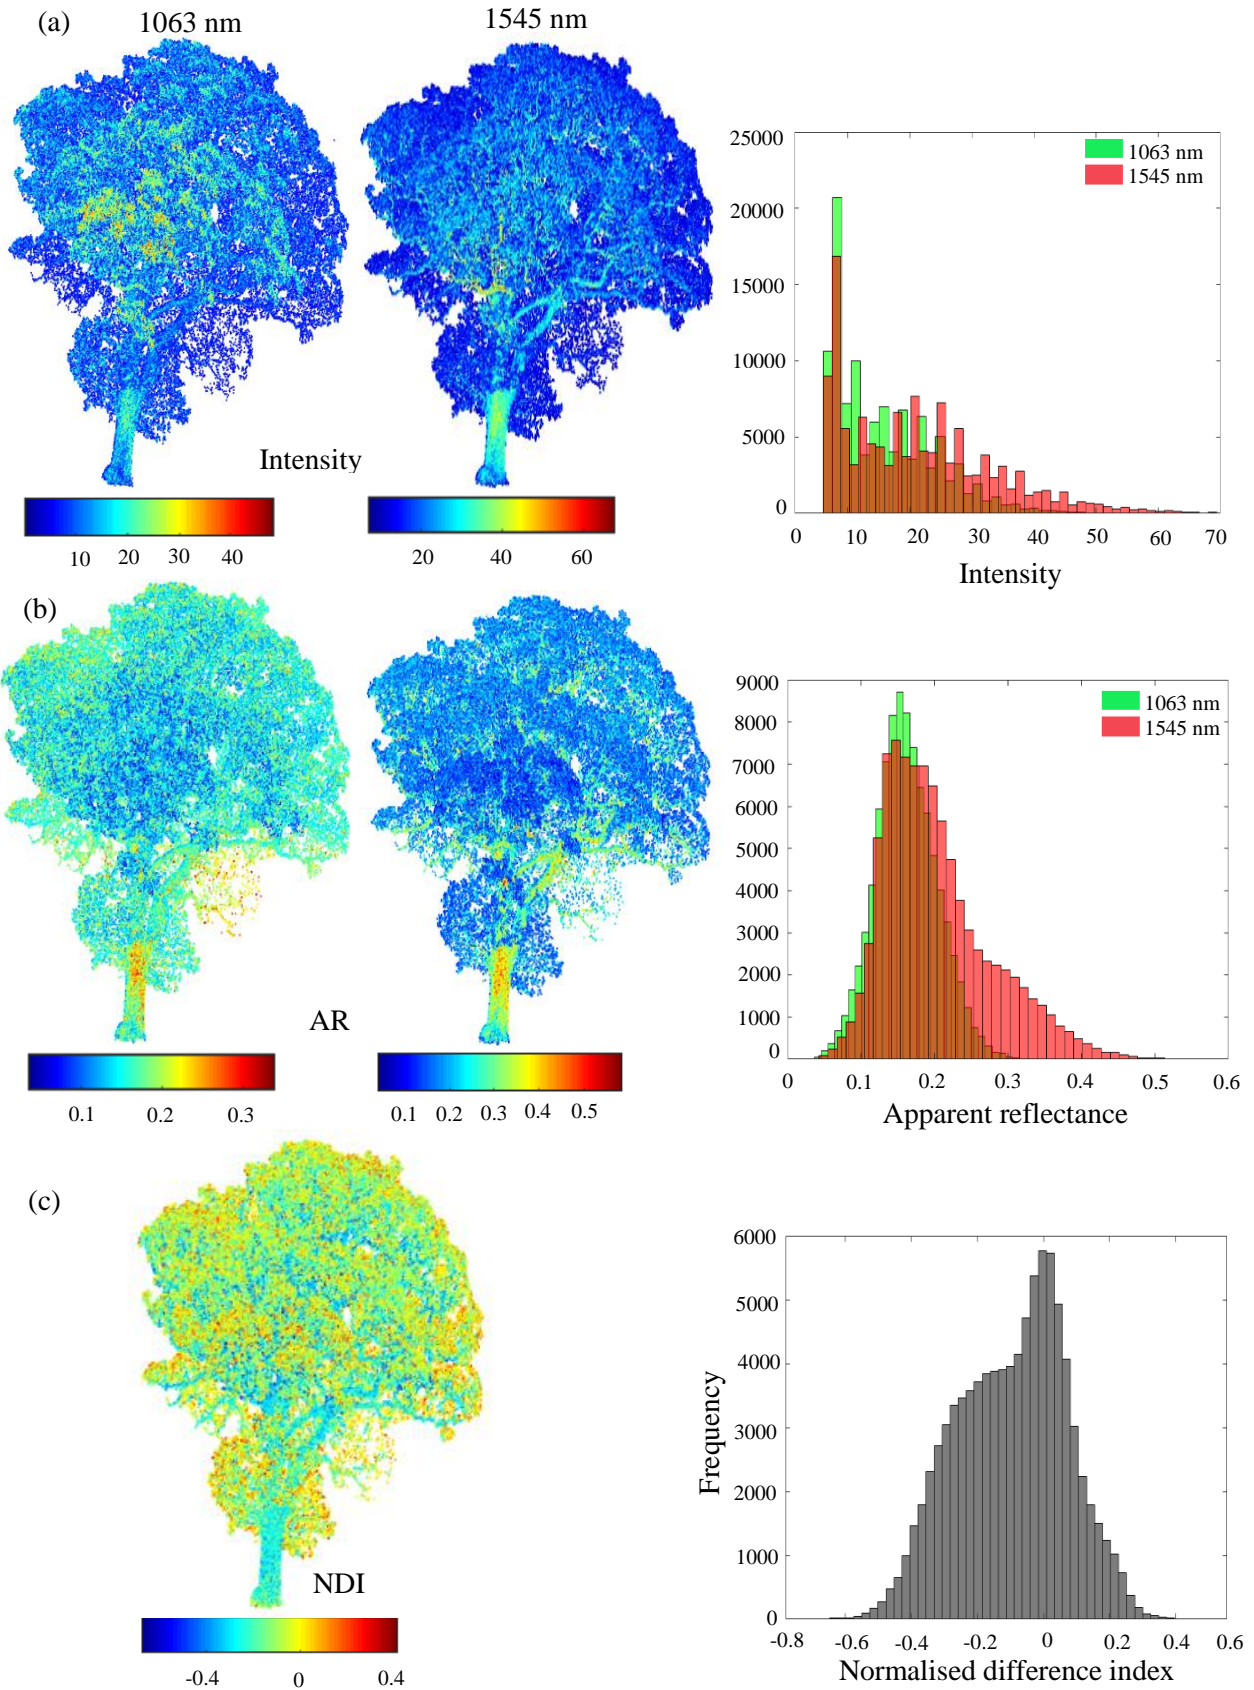 (a)
1063 nm
1545 nm
Intensity
10 20 30 40
20 40 60
25000
20000
15000
10000
5000
0
1063 nm
1545 nm
0 10 20 30 40 50 60 70
Intensity
(b)
AR
0.1 0.2 0.3
0.1 0.2 0.3 0.4 0.5
9000
8000
7000
6000
5000
4000
3000
2000
1000
0
1063 nm
1545 nm
0 0.1 0.2 0.3 0.4 0.5 0.6
Apparent reflectance
(c)
NDI
-0.4 0 0.4
Frequency
6000
5000
4000
3000
2000
1000
0
-0.8 -0.6 -0.4 -0.2 0 0.2 0.4 0.6
Normalised difference index